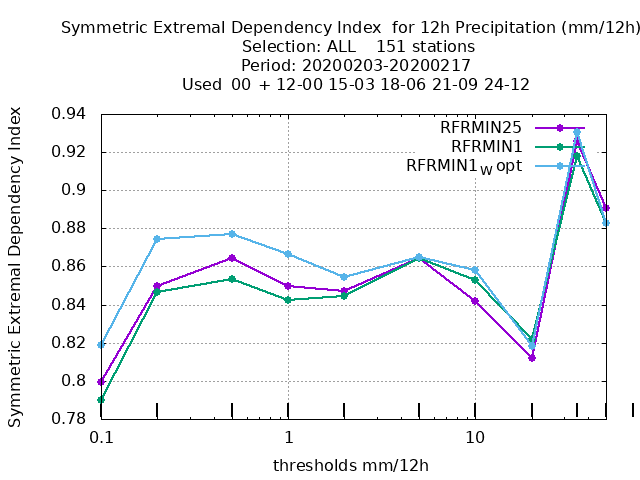 Symmetric Extremal Dependency Index  for 12h Precipitation (mm/12h)
Selection: ALL    151 stations
Period: 20200203-20200217
Used  00 + 12-00 15-03 18-06 21-09 24-12
Symmetric Extremal Dependency Index
0.94
0.92
0.9
0.88
0.86
0.84
0.82
0.8
0.78
RFRMIN25
RFRMIN1
RFRMIN1w opt
0.1
1
10
thresholds mm/12h